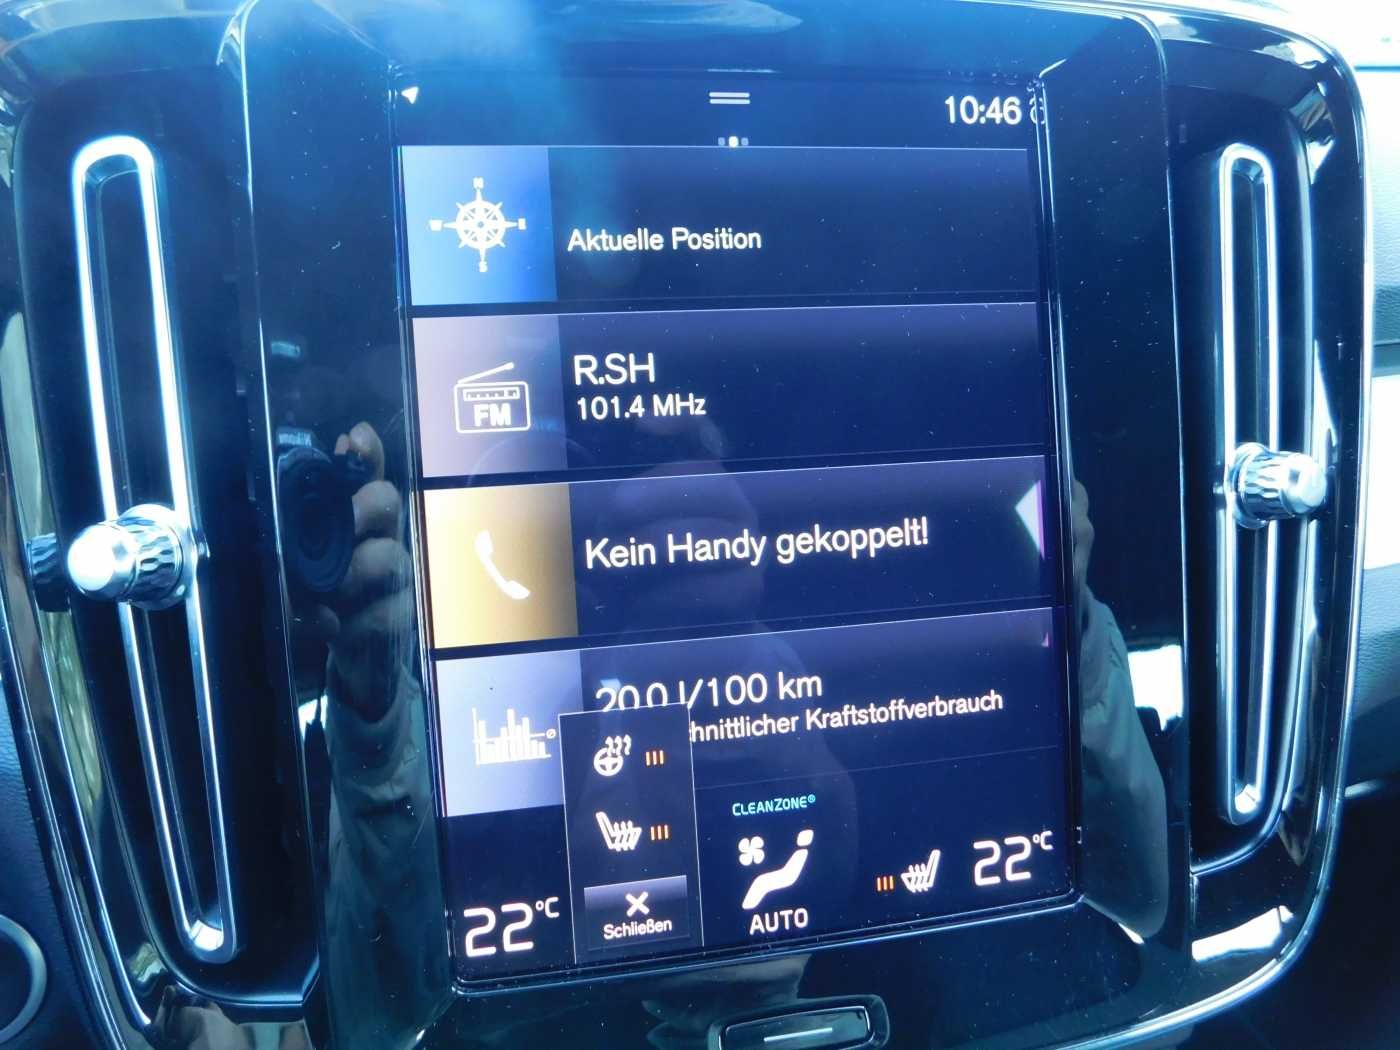 10:46
N
W E
S
Aktuelle Position
R.SH
FM
101.4 MHz
Kein Handy gekoppelt!
20.0 l/100 km
chnittlicher Kraftstoffverbrauch
CLEANZONE®
22°C
Schließen
AUTO
22°C